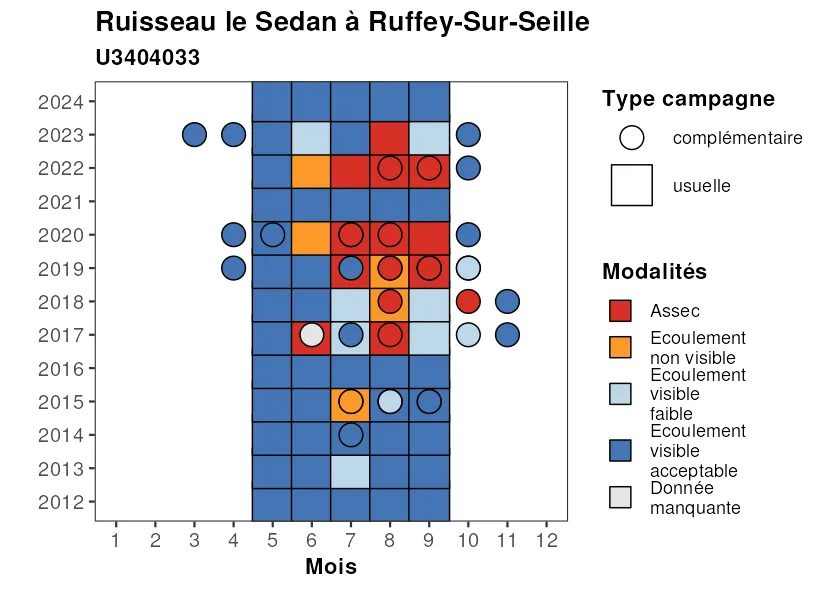 Ruisseau le Sedan à Ruffey-Sur-Seille
U3404033
2024
2023
2022
2021
2020
2019
2018
2017
2016
2015
2014
2013
2012
1 2 3 4 5 6 7 8 9 10 11 12
Mois
Type campagne
complémentaire
usuelle
Modalités
Assec
Ecoulement
non visible
Ecoulement
visible
faible
Ecoulement
visible
acceptable
Donnée
manquante